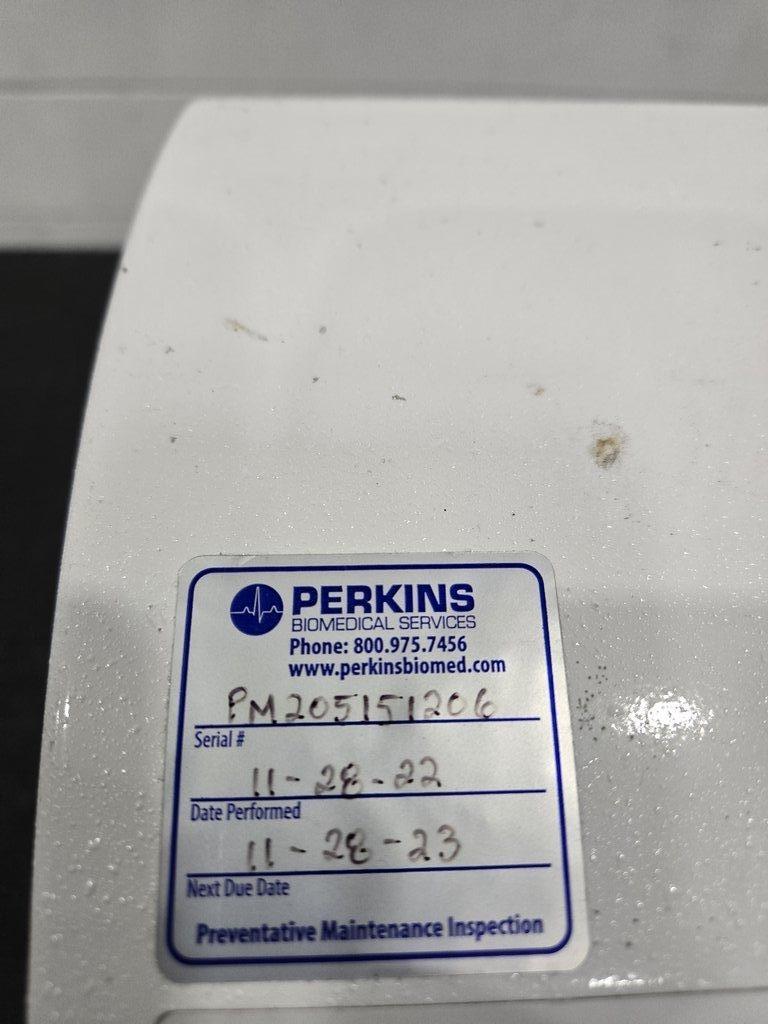 PERKINS
BIOMEDICAL SERVICES
Phone: 800.975.7456
www.perkinsbiomed.com
PM205151206
Serial #
11-28-22
Date Performed
11-28-23
Next Due Date
Preventative Maintenance Inspection